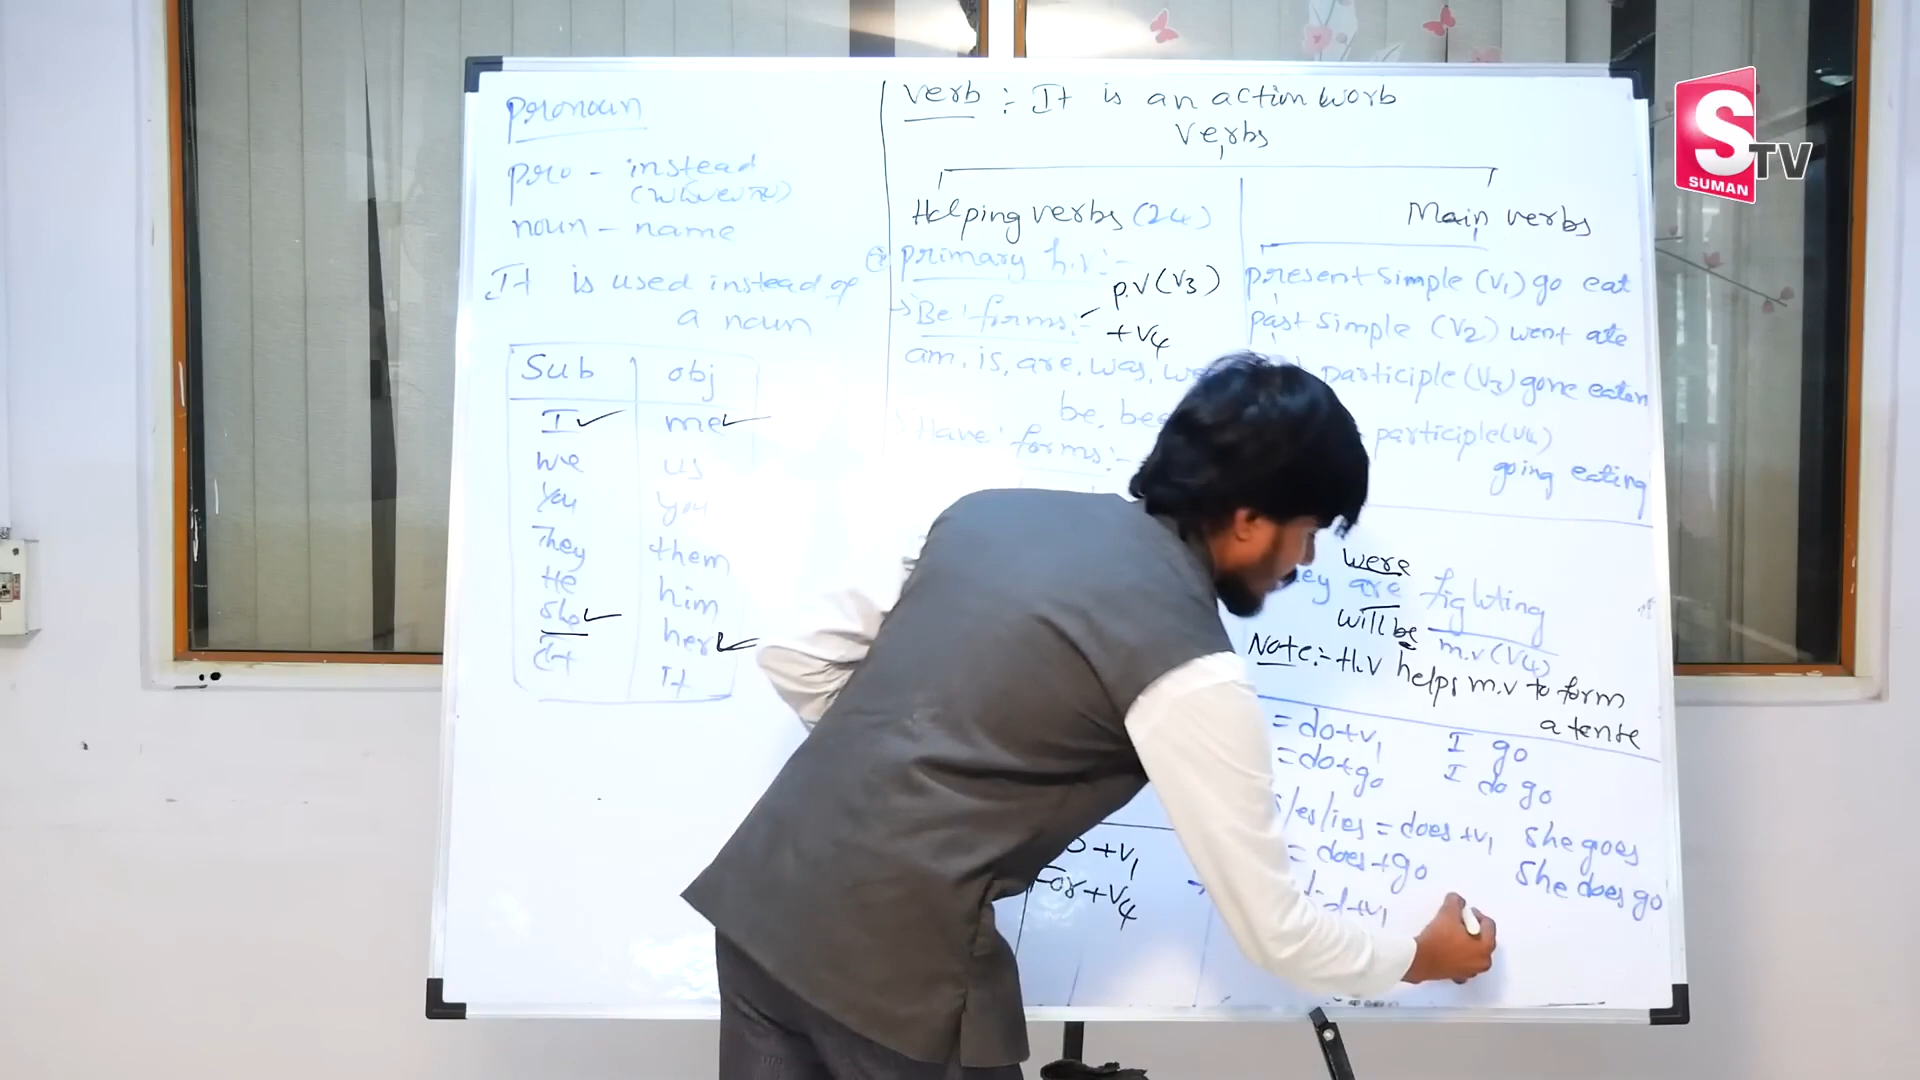 pronoun
pro - instead
noun - name
It is used instead of
a noun
Sub obj
I me
we us
you you
They them
He him
She her
It It
verb :- It is an action worb
Verbs
Helping verbs (24)
primary h.v :-
'Be' forms :- p.v (v3)
+ v4
am, is, are, was,
be,
'Have' forms :-
Main verbs
present simple (v1) go eat
past simple (v2) went ate
participle (v3) gone eaten
participle (v4)
going eating
were
are fighting
will be
m.v (v4)
Note :- H.v helps m.v to form
a tense
= do+v1 I go
= do+go I do go
/es/ies = does +v1 She goes
= does+go She does go
+v1
+v1
For+v4
S TV
SUMAN